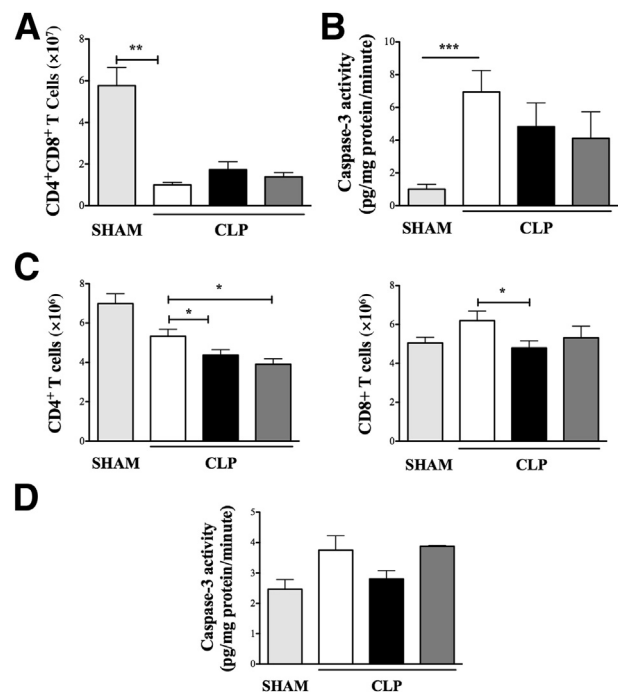 A
CD4⁺CD8⁺ T Cells (×10⁷)
8
6
4
2
0
**
SHAM
CLP
B
Caspase-3 activity
(pg/mg protein/minute)
10
8
6
4
2
0
***
SHAM
CLP
C
CD4⁺ T cells (×10⁶)
8
6
4
2
0
*
*
SHAM
CLP
CD8+ T cells (×10⁶)
8
6
4
2
0
*
SHAM
CLP
D
Caspase-3 activity
(pg/mg protein/minute)
5
4
3
2
1
0
SHAM
CLP